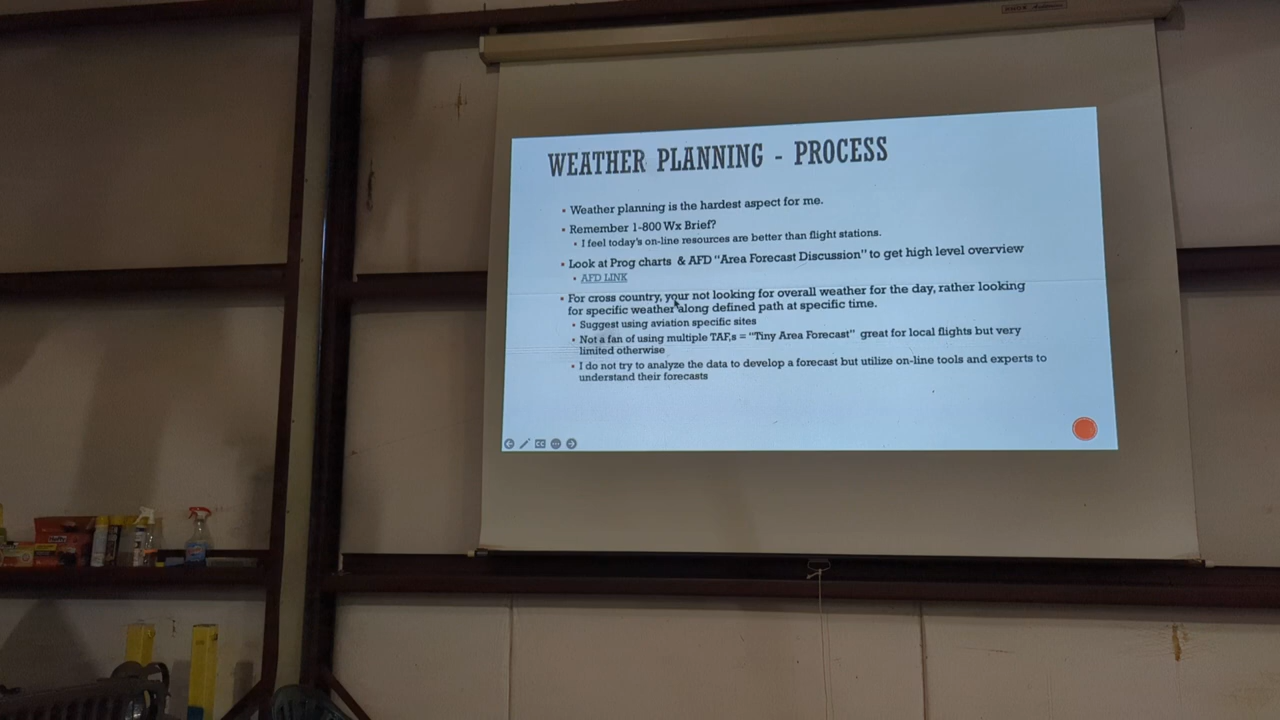 WEATHER PLANNING - PROCESS
Weather planning is the hardest aspect for me.
Remember 1-800 Wx Brief?
I feel today's on-line resources are better than flight stations.
Look at Prog charts & AFD "Area Forecast Discussion" to get high level overview
AFD LINK
For cross country, your not looking for overall weather for the day, rather looking
for specific weather along defined path at specific time.
Suggest using aviation specific sites
Not a fan of using multiple TAF,s = "Tiny Area Forecast" great for local flights but very
limited otherwise
I do not try to analyze the data to develop a forecast but utilize on-line tools and experts to
understand their forecasts